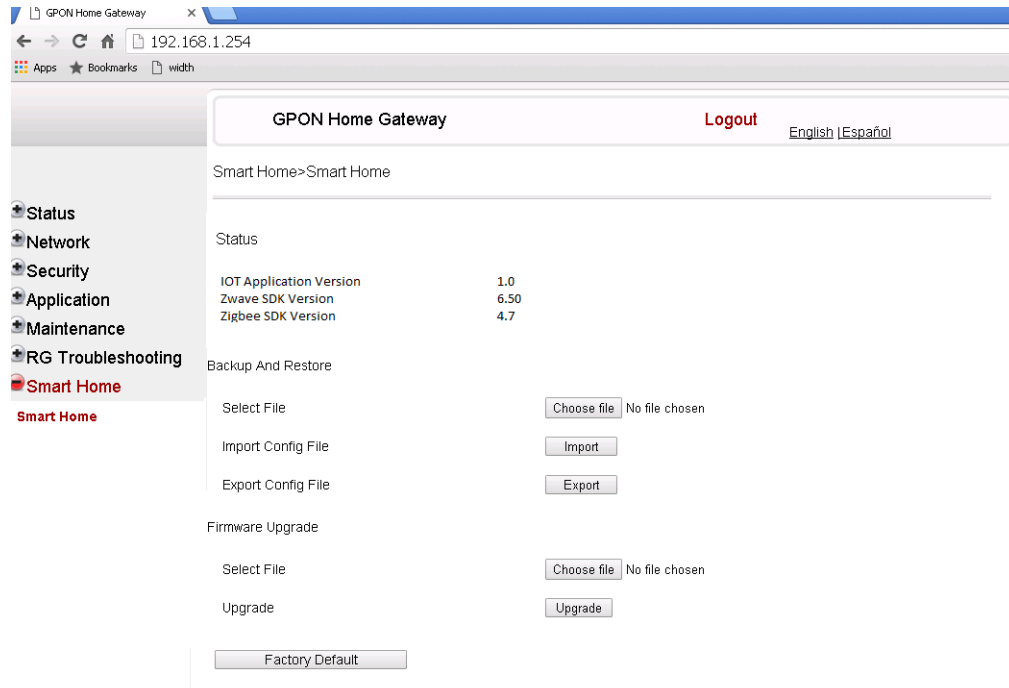 GPON Home Gateway
192.168.1.254
Apps Bookmarks width
GPON Home Gateway
Logout
English |Español
Smart Home>Smart Home
Status
Network
Security
Application
Maintenance
RG Troubleshooting
Smart Home
Smart Home
Status
IOT Application Version 1.0
Zwave SDK Version 6.50
Zigbee SDK Version 4.7
Backup And Restore
Select File Choose file No file chosen
Import Config File Import
Export Config File Export
Firmware Upgrade
Select File Choose file No file chosen
Upgrade Upgrade
Factory Default